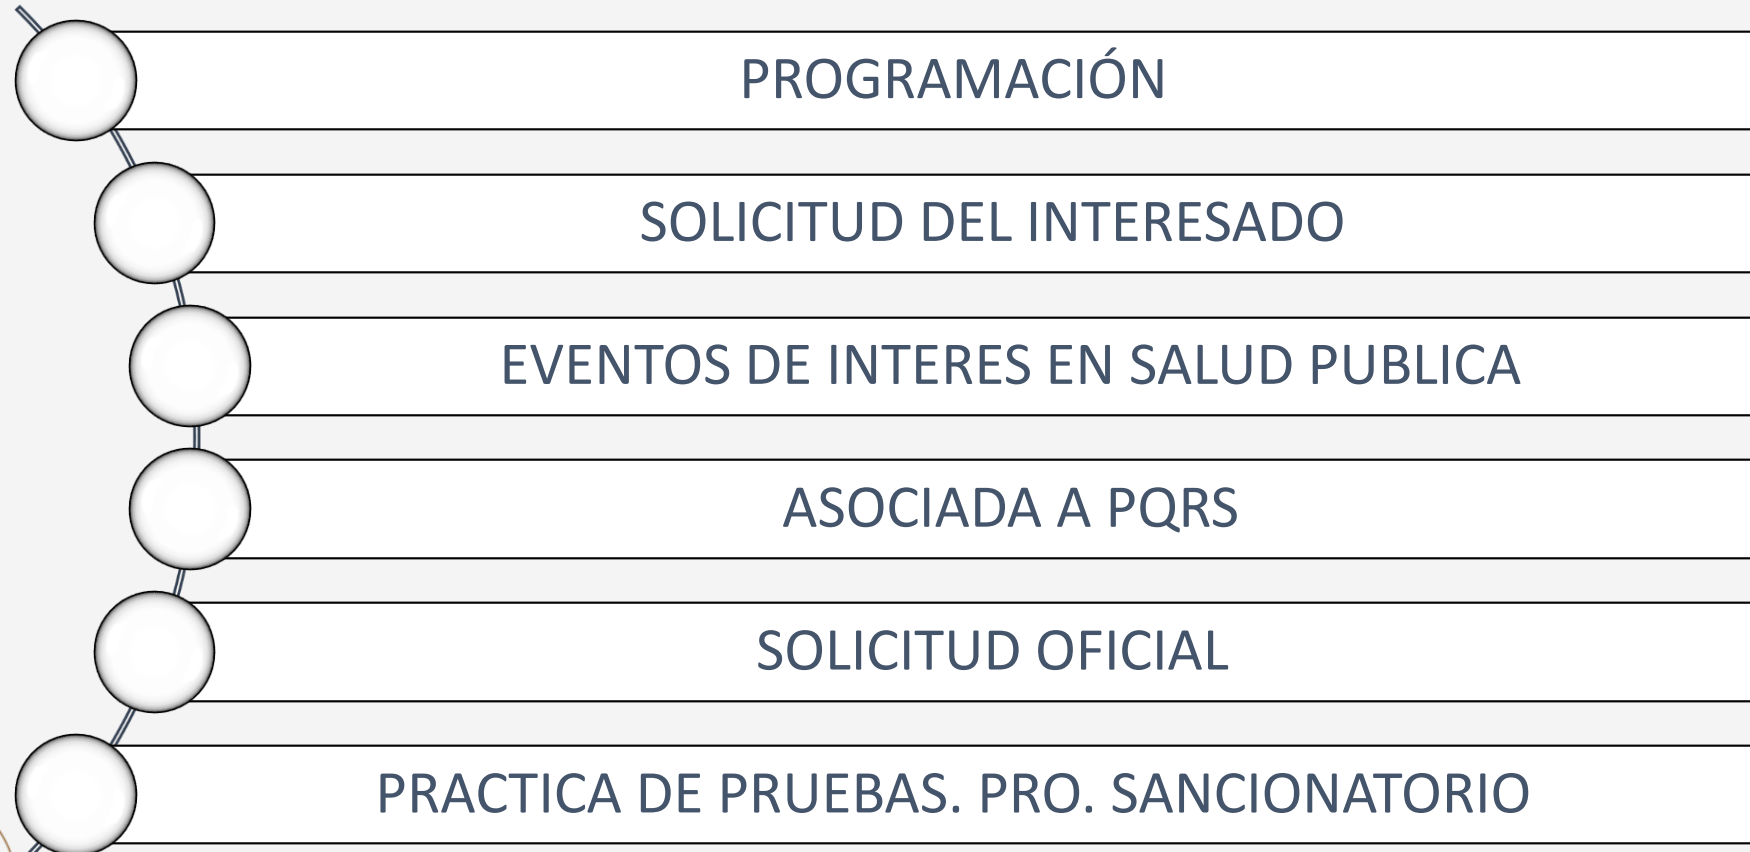 PROGRAMACIÓN
SOLICITUD DEL INTERESADO
EVENTOS DE INTERES EN SALUD PUBLICA
ASOCIADA A PQRS
SOLICITUD OFICIAL
PRACTICA DE PRUEBAS. PRO. SANCIONATORIO